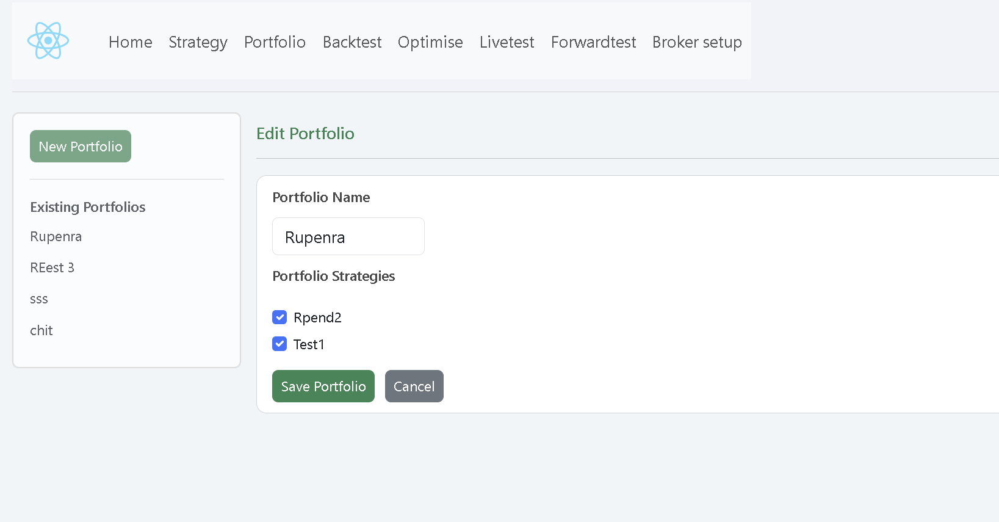 Home Strategy Portfolio Backtest Optimise Livetest Forwardtest Broker setup
New Portfolio
Existing Portfolios
Rupenra
REest 3
sss
chit
Edit Portfolio
Portfolio Name
Rupenra
Portfolio Strategies
Rpend2
Test1
Save Portfolio Cancel